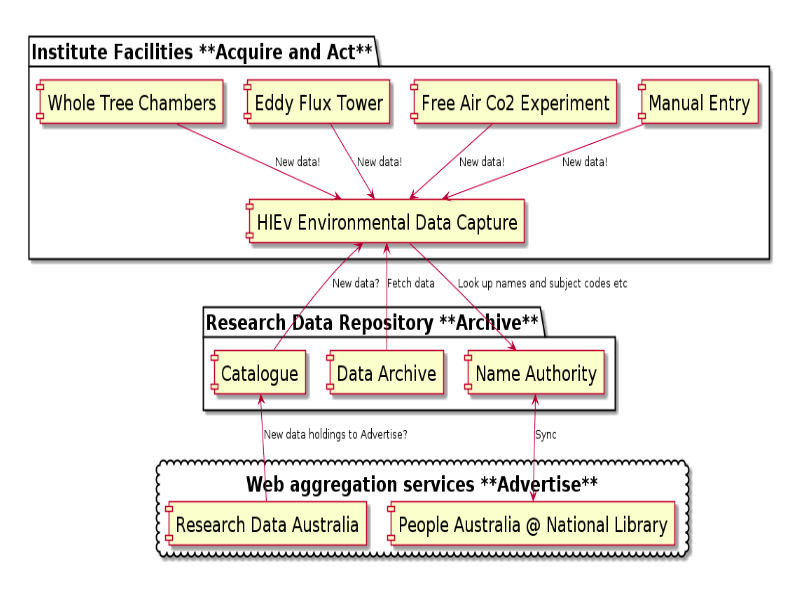 Institute Facilities **Acquire and Act**
Whole Tree Chambers
Eddy Flux Tower
Free Air Co2 Experiment
Manual Entry
New data!
New data!
New data!
New data!
HIEv Environmental Data Capture
New data?
Fetch data
Look up names and subject codes etc
Research Data Repository **Archive**
Catalogue
Data Archive
Name Authority
New data holdings to Advertise?
Sync
Web aggregation services **Advertise**
Research Data Australia
People Australia @ National Library